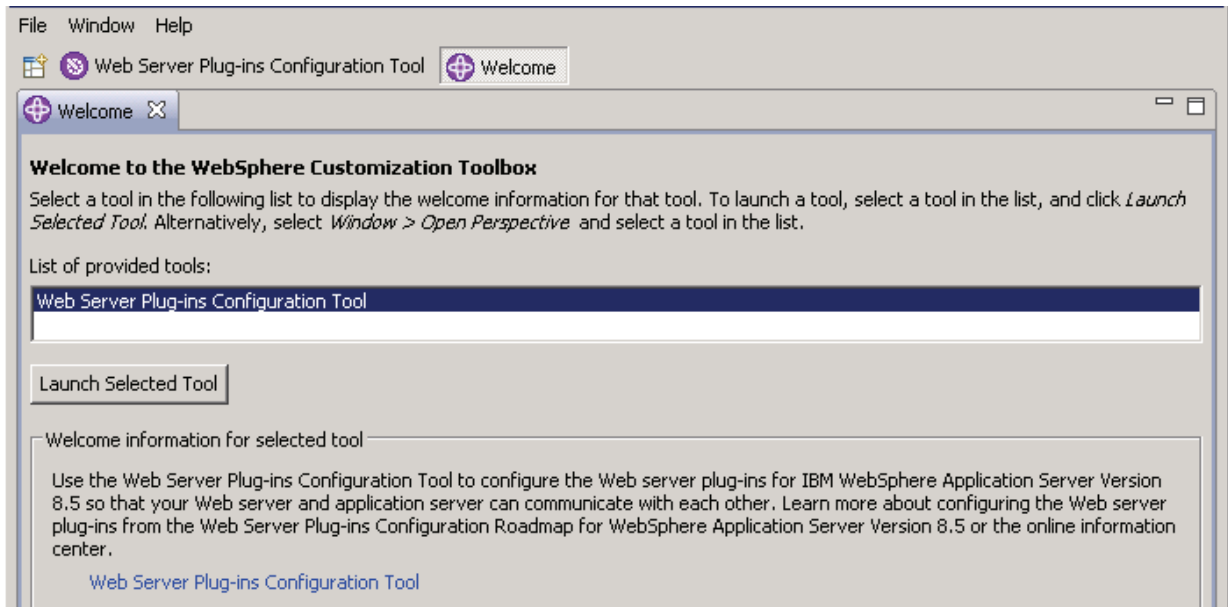 File Window Help
Web Server Plug-ins Configuration Tool Welcome
Welcome
Welcome to the WebSphere Customization Toolbox
Select a tool in the following list to display the welcome information for that tool. To launch a tool, select a tool in the list, and click Launch
Selected Tool. Alternatively, select Window > Open Perspective and select a tool in the list.
List of provided tools:
Web Server Plug-ins Configuration Tool
Launch Selected Tool
Welcome information for selected tool
Use the Web Server Plug-ins Configuration Tool to configure the Web server plug-ins for IBM WebSphere Application Server Version
8.5 so that your Web server and application server can communicate with each other. Learn more about configuring the Web server
plug-ins from the Web Server Plug-ins Configuration Roadmap for WebSphere Application Server Version 8.5 or the online information
center.
Web Server Plug-ins Configuration Tool